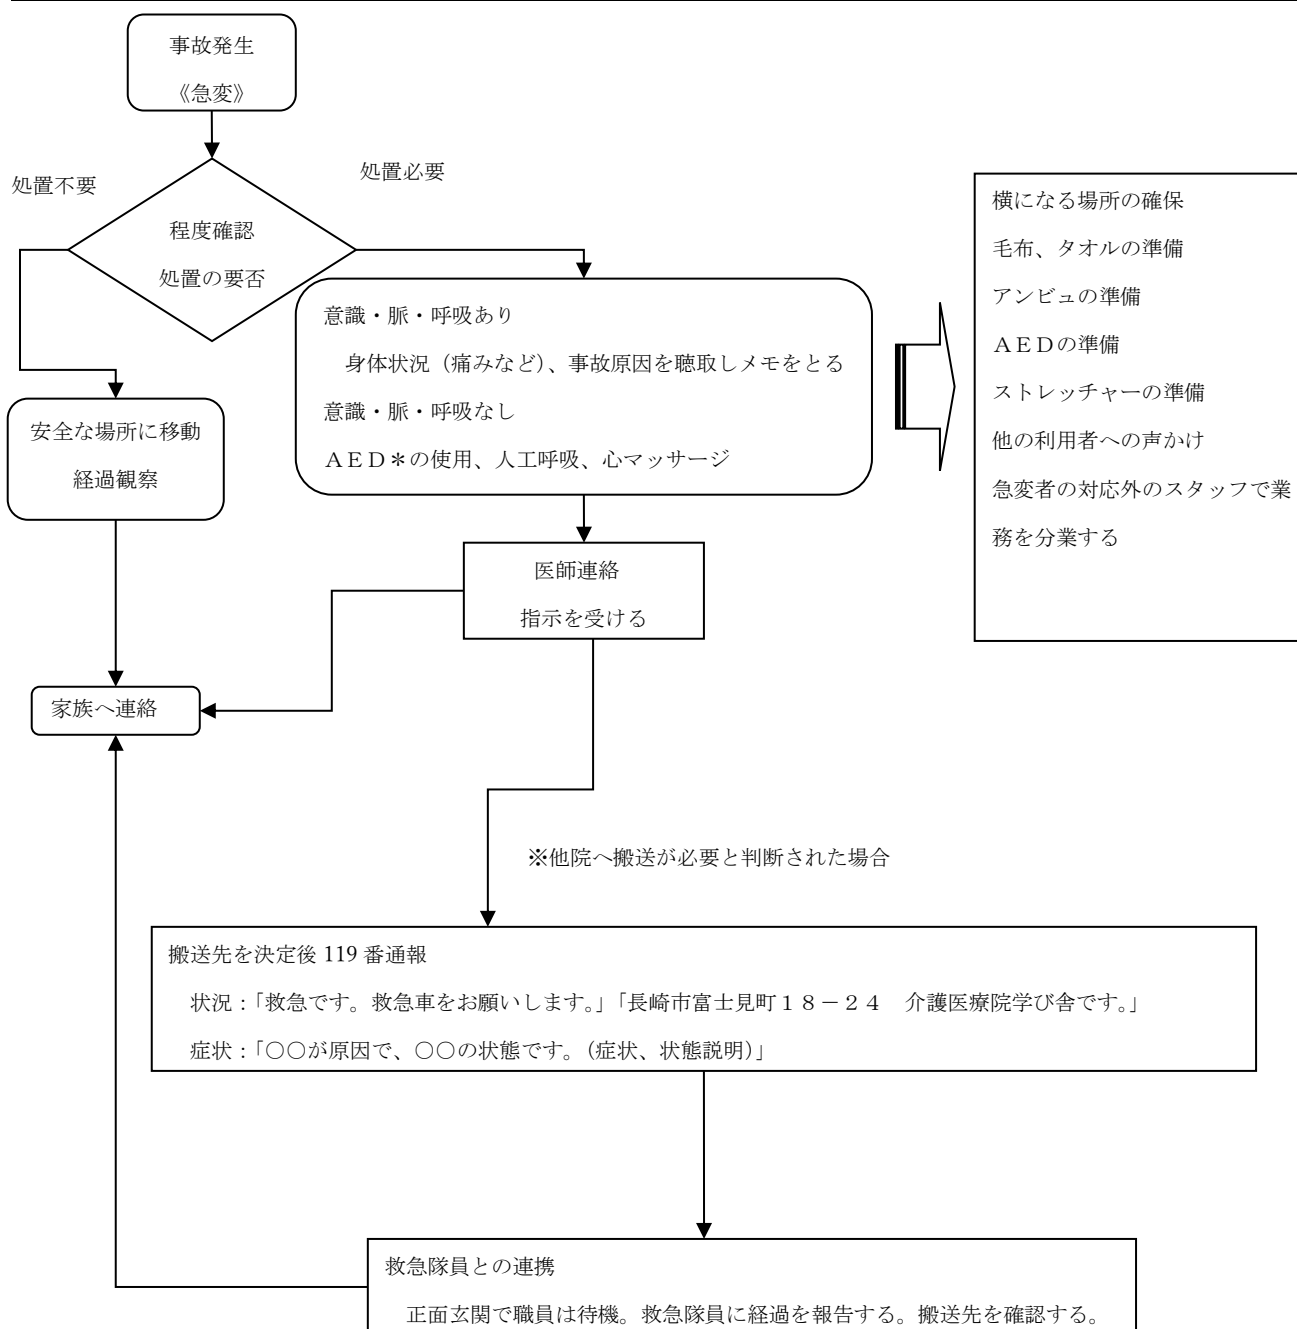 事故発生
《急変》
処置不要
処置必要
程度確認
処置の要否
意識・脈・呼吸あり
身体状況（痛みなど）、事故原因を聴取しメモをとる
意識・脈・呼吸なし
ＡＥＤ＊の使用、人工呼吸、心マッサージ
横になる場所の確保
毛布、タオルの準備
アンビュの準備
ＡＥＤの準備
ストレッチャーの準備
他の利用者への声かけ
急変者の対応外のスタッフで業
務を分業する
安全な場所に移動
経過観察
医師連絡
指示を受ける
家族へ連絡
※他院へ搬送が必要と判断された場合
搬送先を決定後 119 番通報
状況：「救急です。救急車をお願いします。」「長崎市富士見町１８－２４　介護医療院学び舎です。」
症状：「○○が原因で、○○の状態です。（症状、状態説明）」
救急隊員との連携
正面玄関で職員は待機。救急隊員に経過を報告する。搬送先を確認する。